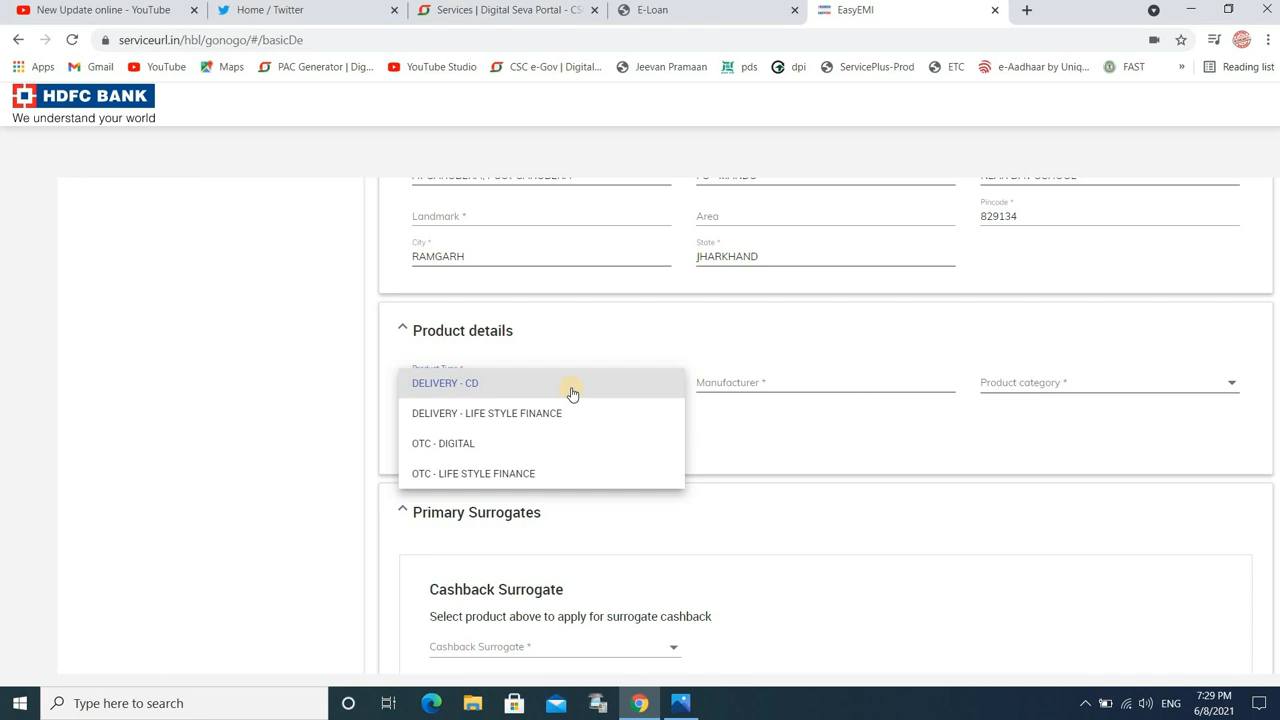 New Update online - YouTube
Home / Twitter
Services | Digital Seva Portal - CS
E-Loan
EasyEMI
serviceurl.in/hbl/gonogo/#/basicDe
Apps
Gmail
YouTube
Maps
PAC Generator | Dig...
YouTube Studio
CSC e-Gov | Digital...
Jeevan Pramaan
pds
dpi
ServicePlus-Prod
ETC
e-Aadhaar by Uniq...
FAST
»
Reading list
HDFC BANK
We understand your world
Landmark *
Area
Pincode *
829134
City *
RAMGARH
State *
JHARKHAND
Product details
Product Type *
DELIVERY - CD
DELIVERY - LIFE STYLE FINANCE
OTC - DIGITAL
OTC - LIFE STYLE FINANCE
Manufacturer *
Product category *
Primary Surrogates
Cashback Surrogate
Select product above to apply for surrogate cashback
Cashback Surrogate *
Type here to search
ENG
7:29 PM
6/8/2021